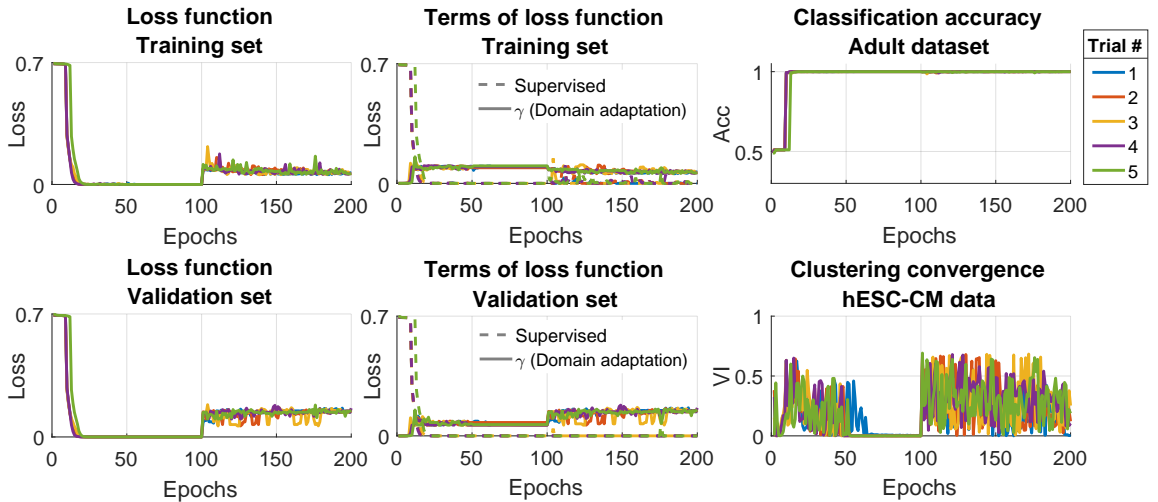 Loss function
Training set
0.7
0
Loss
0
50
100
150
200
Epochs
Terms of loss function
Training set
0.7
0
Loss
Supervised
γ (Domain adaptation)
0
50
100
150
200
Epochs
Classification accuracy
Adult dataset
1
0.5
Acc
0
50
100
150
200
Epochs
Trial #
1
2
3
4
5
Loss function
Validation set
0.7
0
Loss
0
50
100
150
200
Epochs
Terms of loss function
Validation set
0.7
0
Loss
Supervised
γ (Domain adaptation)
0
50
100
150
200
Epochs
Clustering convergence
hESC-CM data
1
0.5
0
VI
0
50
100
150
200
Epochs